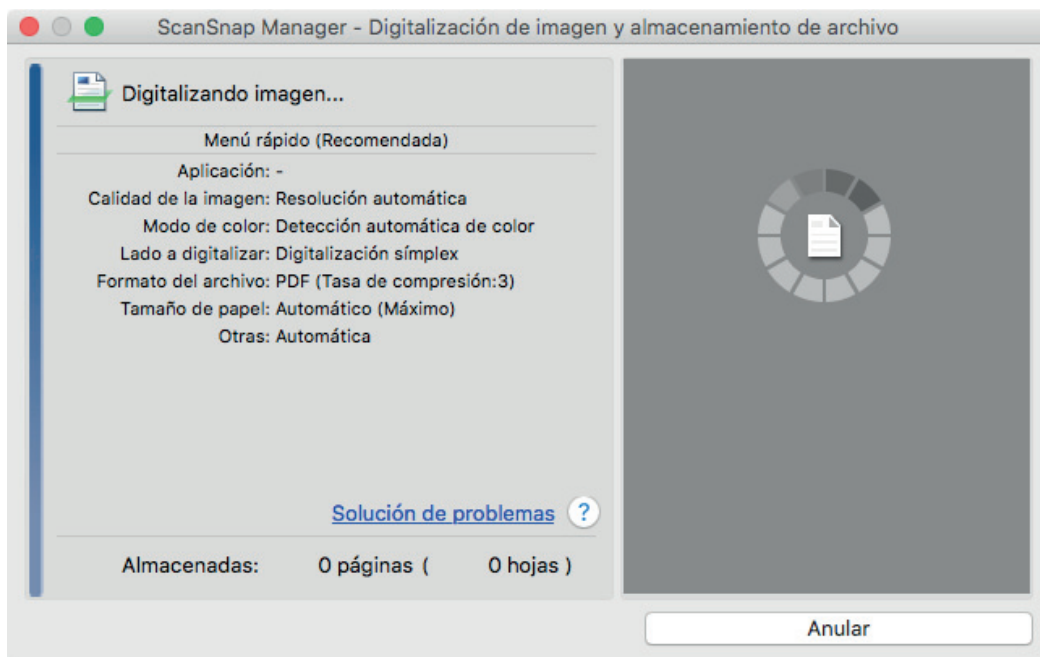 ScanSnap Manager - Digitalización de imagen y almacenamiento de archivo
Digitalizando imagen...
Menú rápido (Recomendada)
Aplicación: -
Calidad de la imagen: Resolución automática
Modo de color: Detección automática de color
Lado a digitalizar: Digitalización símplex
Formato del archivo: PDF (Tasa de compresión:3)
Tamaño de papel: Automático (Máximo)
Otras: Automática
Solución de problemas ?
Almacenadas: 0 páginas ( 0 hojas )
Anular